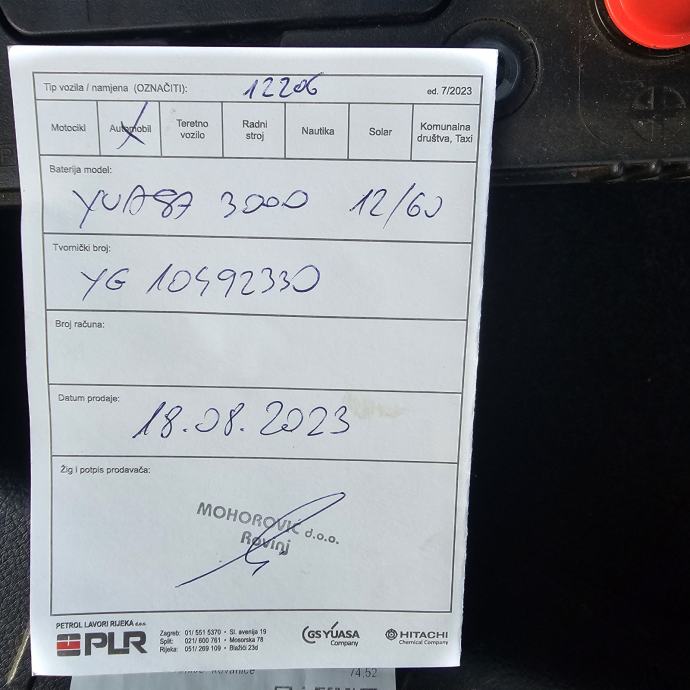 Tip vozila / namjena (OZNAČITI): 12206 ed. 7/2023
Motocikl Automobil Teretno vozilo Radni stroj Nautika Solar Komunalna društva, Taxi
Baterija model:
YUASA 3000 12/60
Tvornički broj:
YG 10492330
Broj računa:
Datum prodaje:
18.08.2023
Žig i potpis prodavača:
MOHOROVIĆ d.o.o.
Rovinj
PETROL LAVORI RIJEKA d.o.o.
PLR
Zagreb: 01/ 551 5370 • Sl. avenija 19
Split: 021/ 600 761 • Mosorska 78
Rijeka: 051/ 269 109 • Blažići 23d
GS YUASA
Company
HITACHI
Chemical Company
74,52